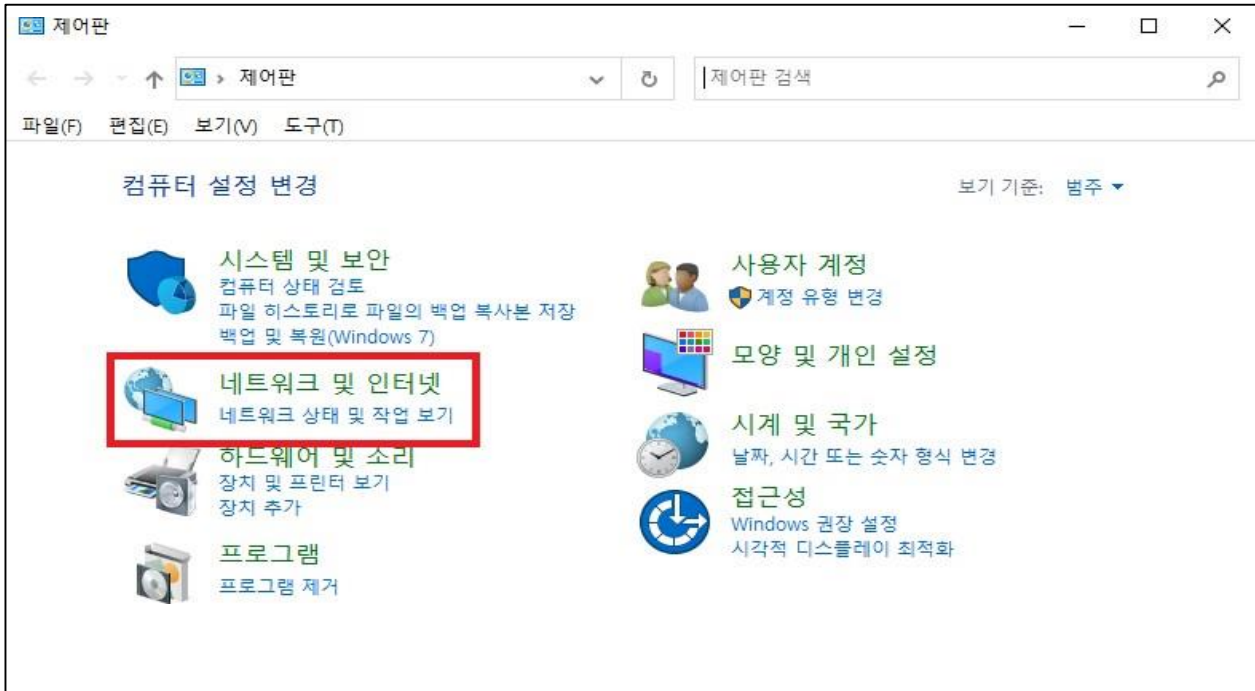 제어판
제어판
제어판 검색
파일(F) 편집(E) 보기(V) 도구(T)
컴퓨터 설정 변경
보기 기준: 범주
시스템 및 보안
컴퓨터 상태 검토
파일 히스토리로 파일의 백업 복사본 저장
백업 및 복원(Windows 7)
네트워크 및 인터넷
네트워크 상태 및 작업 보기
하드웨어 및 소리
장치 및 프린터 보기
장치 추가
프로그램
프로그램 제거
사용자 계정
계정 유형 변경
모양 및 개인 설정
시계 및 국가
날짜, 시간 또는 숫자 형식 변경
접근성
Windows 권장 설정
시각적 디스플레이 최적화